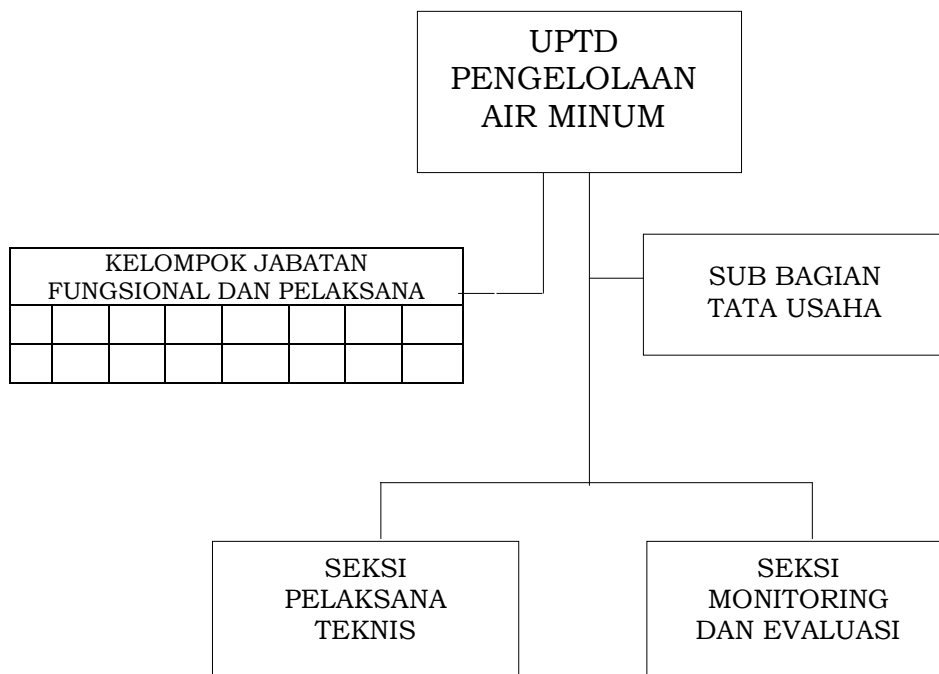 UPTD
PENGELOLAAN
AIR MINUM
KELOMPOK JABATAN
FUNGSIONAL DAN PELAKSANA
SUB BAGIAN
TATA USAHA
SEKSI
PELAKSANA
TEKNIS
SEKSI
MONITORING
DAN EVALUASI